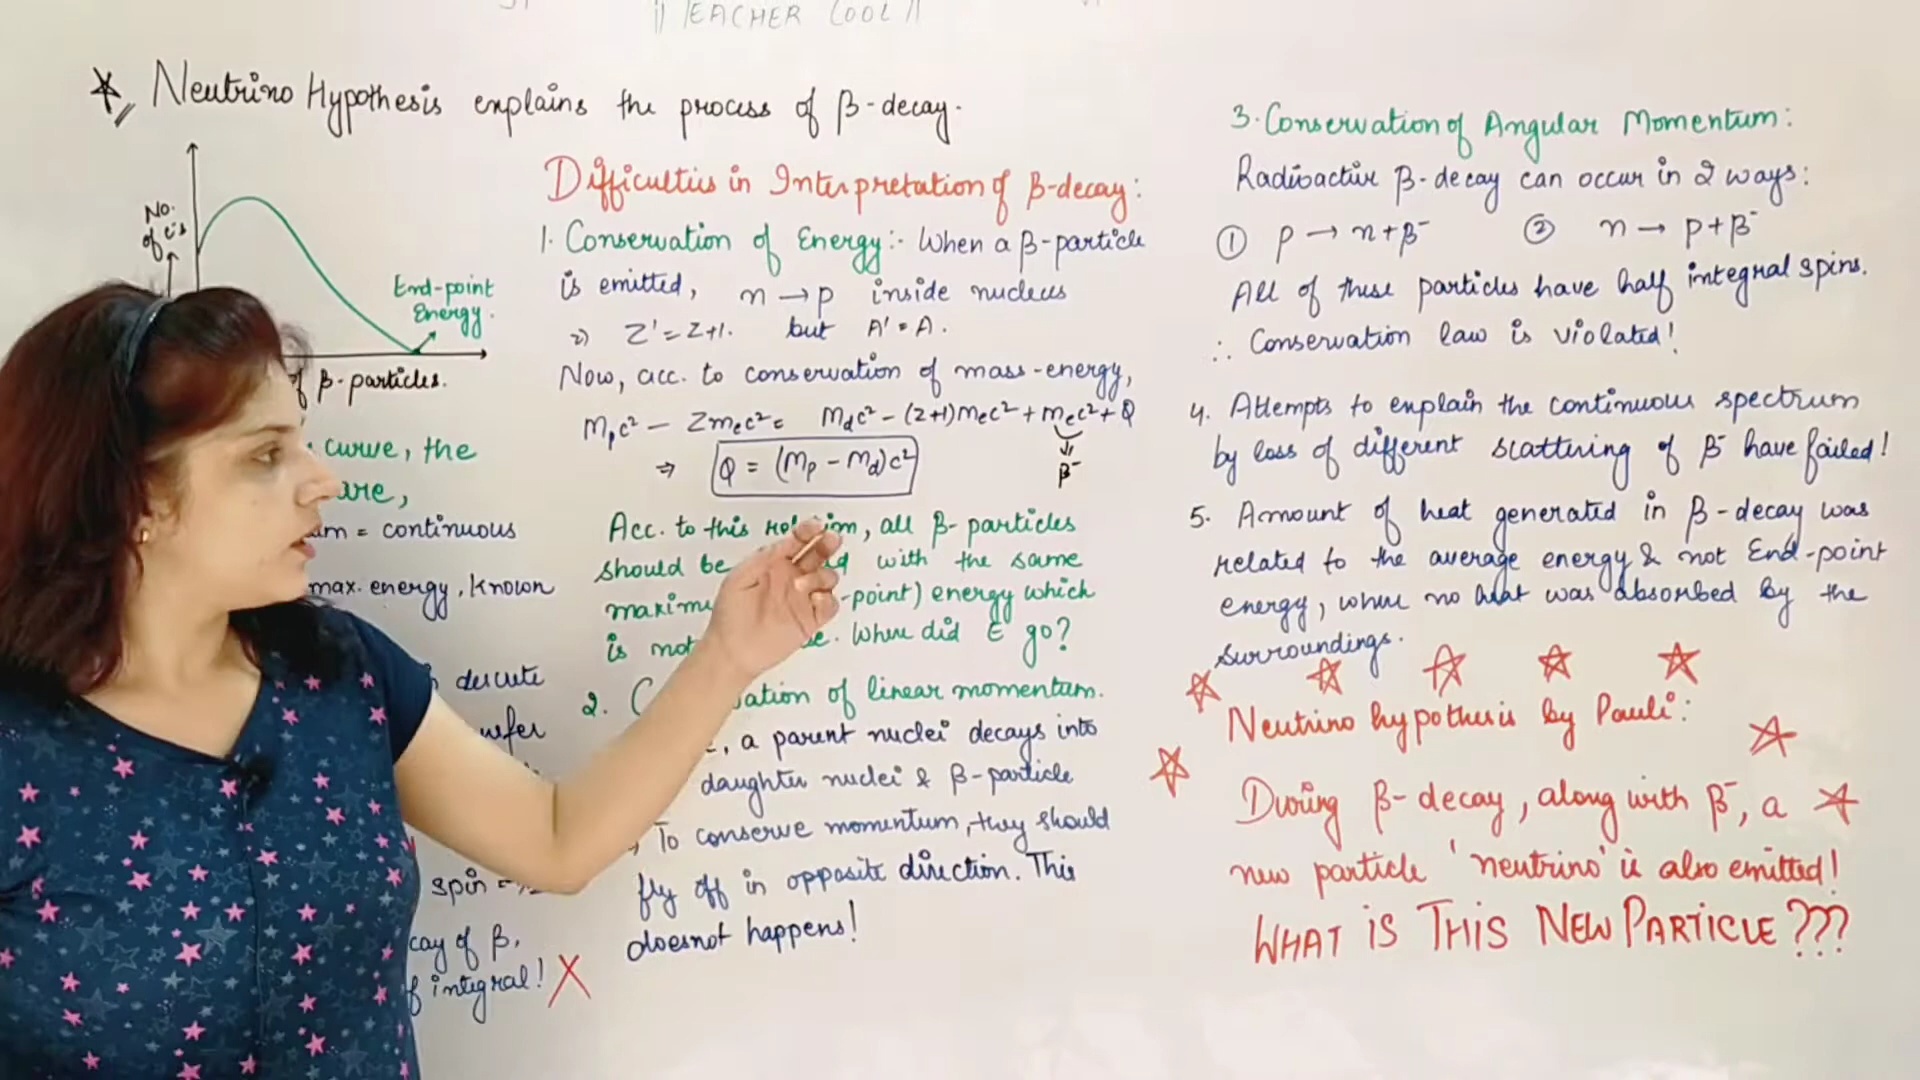 || TEACHER COOL ||
Neutrino Hypothesis explains the process of β-decay.
No.
of e⁻s
End-point
Energy.
of β-particles.
curve, the
are,
um = continuous
max. energy, known
discrete
spin =
cay of β,
f integral! X
Difficulties in Interpretation of β-decay:
1. Conservation of Energy:- When a β-particle
is emitted, n → p inside nucleus
⇒ Z' = Z+1. but A' = A.
Now, acc. to conservation of mass-energy,
Mₚc² - Zmₑc² = M_dc² - (Z+1)mₑc² + mₑc² + Q
β⁻
⇒ Q = (Mₚ - M_d)c²
Acc. to this, all β-particles
should be with the same
-point) energy which
is not. Where did E go?
2. C vation of linear momentum.
, a parent nuclei decays into
daughter nuclei & β-particle
, To conserve momentum, they should
fly off in opposite direction. This
doesnot happens!
3. Conservation of Angular Momentum:
Radioactive β-decay can occur in 2 ways:
① p → n + β⁻ ② n → p + β⁻
All of these particles have half integral spins.
∴ Conservation law is violated!
4. Attempts to explain the continuous spectrum
by loss of different scattering of β⁻ have failed!
5. Amount of heat generated in β-decay was
related to the average energy & not End-point
energy, where no heat was absorbed by the
surroundings.
Neutrino hypothesis by Pauli:
During β-decay, along with β⁻, a
new particle 'neutrino' is also emitted!
WHAT IS THIS NEW PARTICLE???